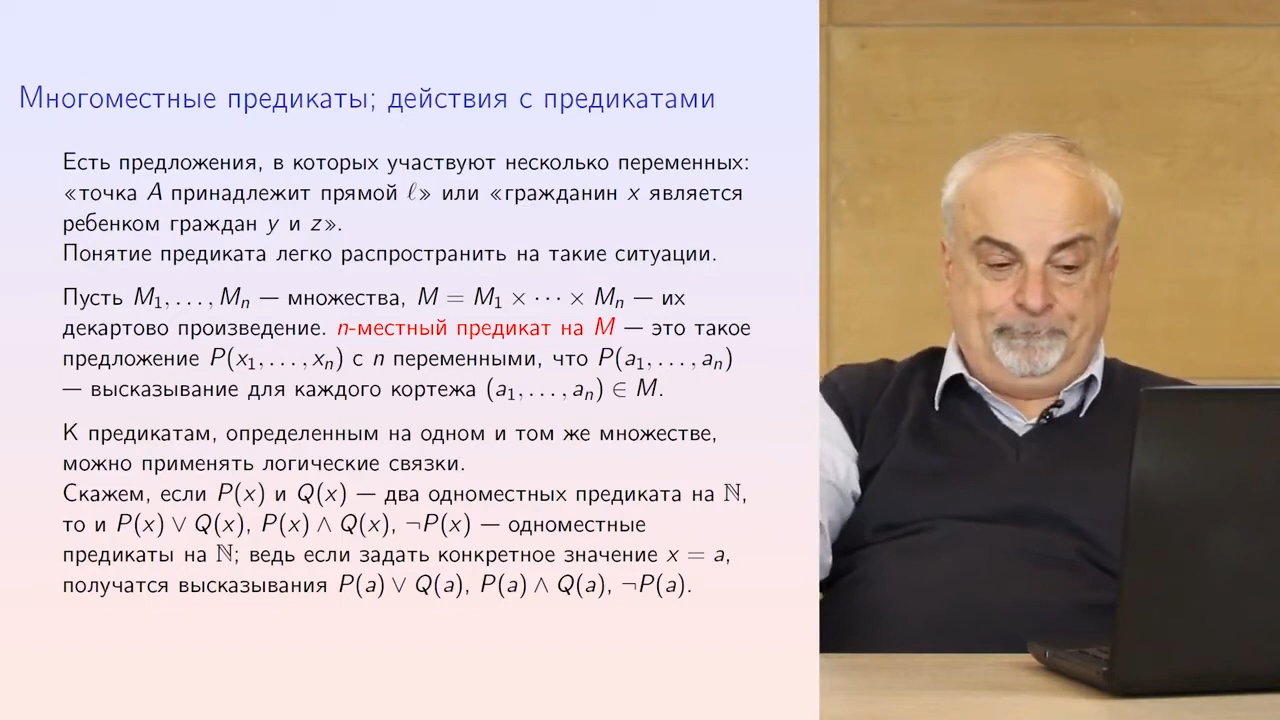 Многоместные предикаты; действия с предикатами
Есть предложения, в которых участвуют несколько переменных:
«точка A принадлежит прямой ℓ» или «гражданин x является
ребенком граждан y и z».
Понятие предиката легко распространить на такие ситуации.
Пусть M₁, . . . , Mₙ — множества, M = M₁ × · · · × Mₙ — их
декартово произведение. n-местный предикат на M — это такое
предложение P(x₁, . . . , xₙ) с n переменными, что P(a₁, . . . , aₙ)
— высказывание для каждого кортежа (a₁, . . . , aₙ) ∈ M.
К предикатам, определенным на одном и том же множестве,
можно применять логические связки.
Скажем, если P(x) и Q(x) — два одноместных предиката на ℕ,
то и P(x) ∨ Q(x), P(x) ∧ Q(x), ¬P(x) — одноместные
предикаты на ℕ; ведь если задать конкретное значение x = a,
получатся высказывания P(a) ∨ Q(a), P(a) ∧ Q(a), ¬P(a).